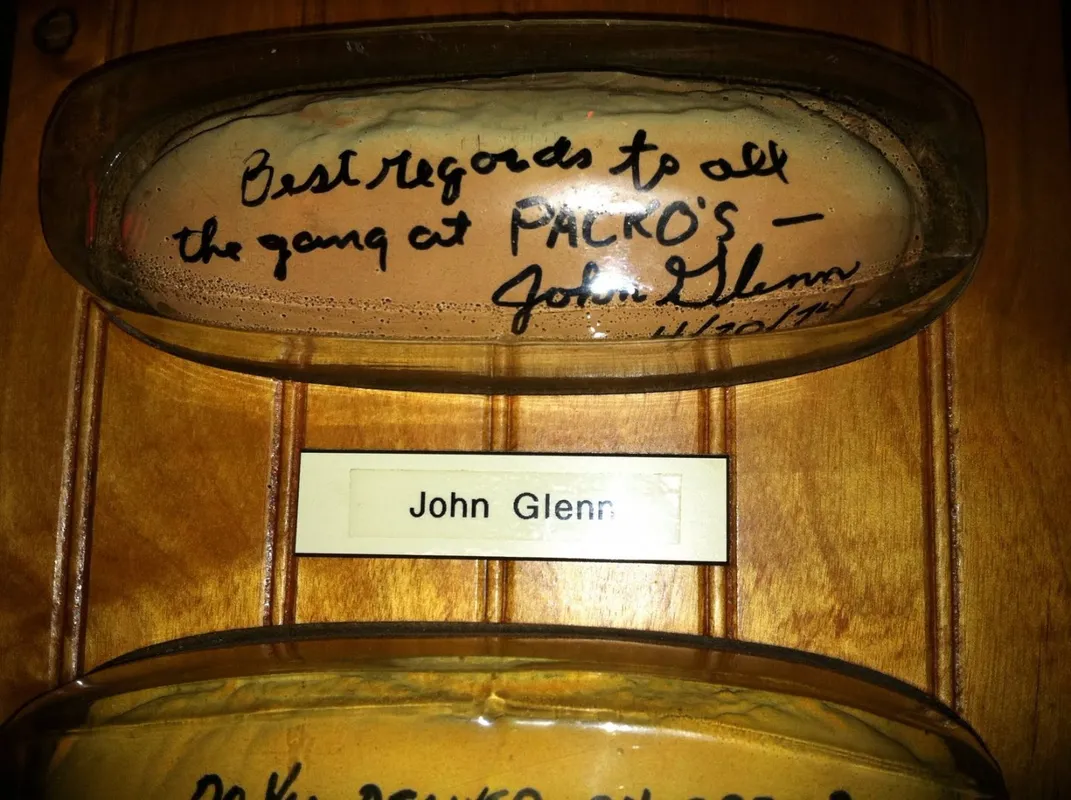 Best regards to all
the gang at PACKO'S —
John Glenn
John Glenn